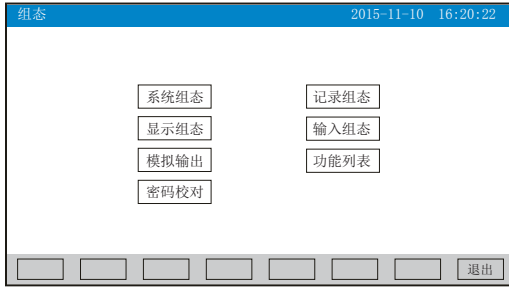 组态 2015-11-10 16:20:22
系统组态 记录组态
显示组态 输入组态
模拟输出 功能列表
密码校对
退出